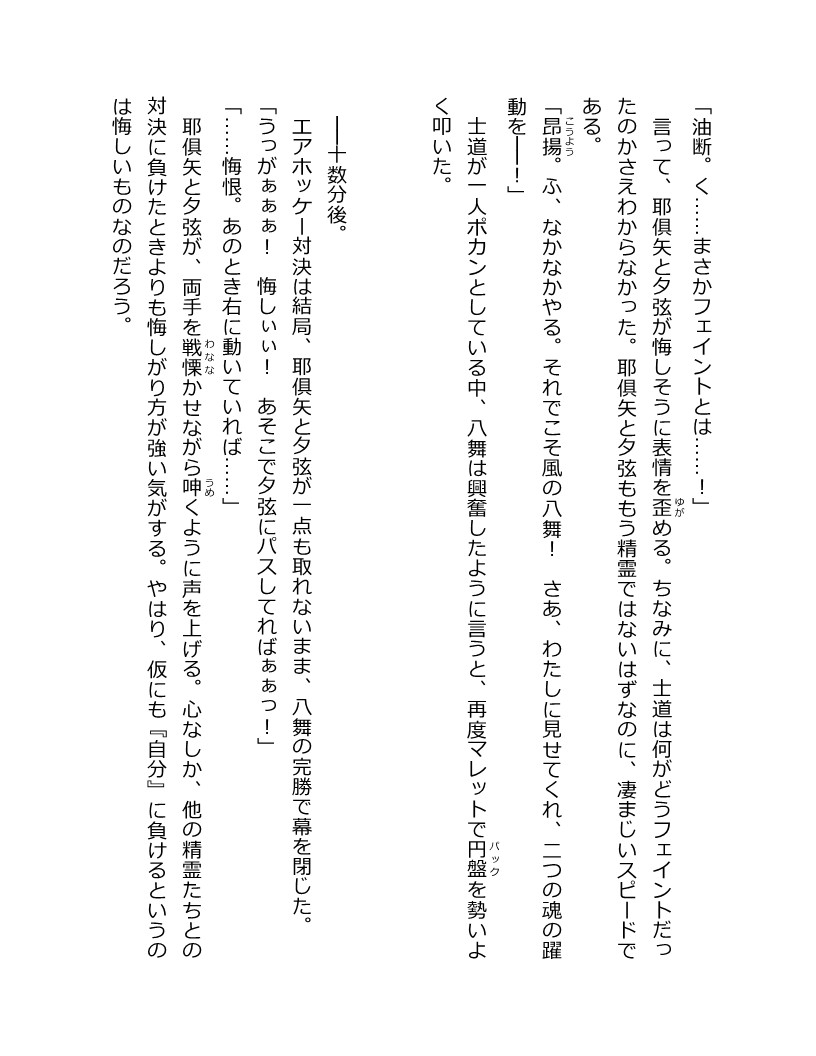 「油断。く……まさかフェイントとは……！」
　言って、耶倶矢と夕弦が悔しそうに表情を歪める。ちなみに、士道は何がどうフェイントだっ
たのかさえわからなかった。耶倶矢と夕弦ももう精霊ではないはずなのに、凄まじいスピードで
ある。
「昂揚。ふ、なかなかやる。それでこそ風の八舞！　さあ、わたしに見せてくれ、二つの魂の躍
動を――！」
　士道が一人ポカンとしている中、八舞は興奮したように言うと、再度マレットで円盤を勢いよ
く叩いた。
　――十数分後。
　エアホッケー対決は結局、耶倶矢と夕弦が一点も取れないまま、八舞の完勝で幕を閉じた。
「うっがぁぁぁ！　悔しぃぃ！　あそこで夕弦にパスしてればぁぁっ！」
「……悔恨。あのとき右に動いていれば……」
　耶倶矢と夕弦が、両手を戦慄かせながら呻くように声を上げる。心なしか、他の精霊たちとの
対決に負けたときよりも悔しがり方が強い気がする。やはり、仮にも『自分』に負けるというの
は悔しいものなのだろう。